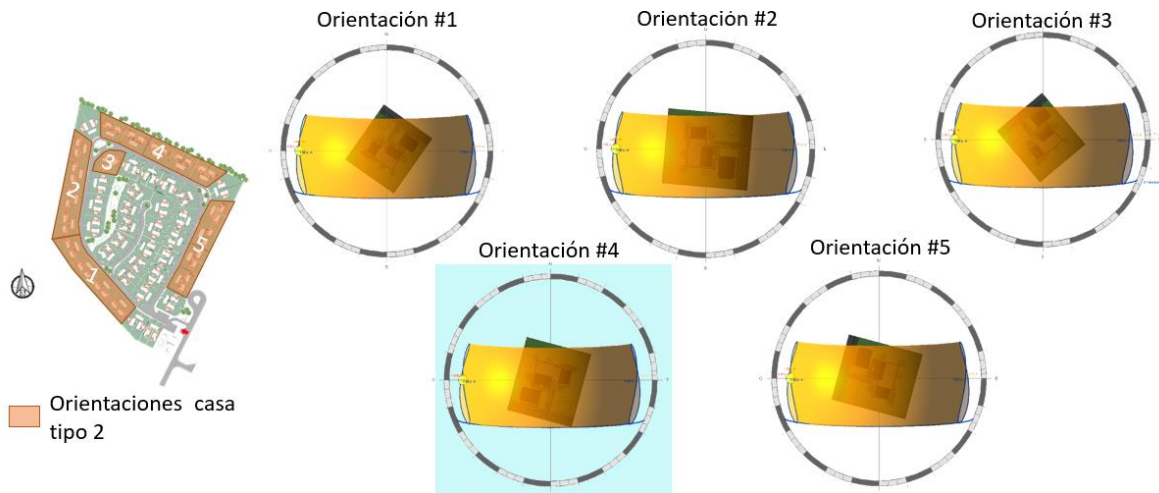 Orientación #1
Orientación #2
Orientación #3
4
3
2
5
1
Orientación #4
Orientación #5
Orientaciones casa
tipo 2